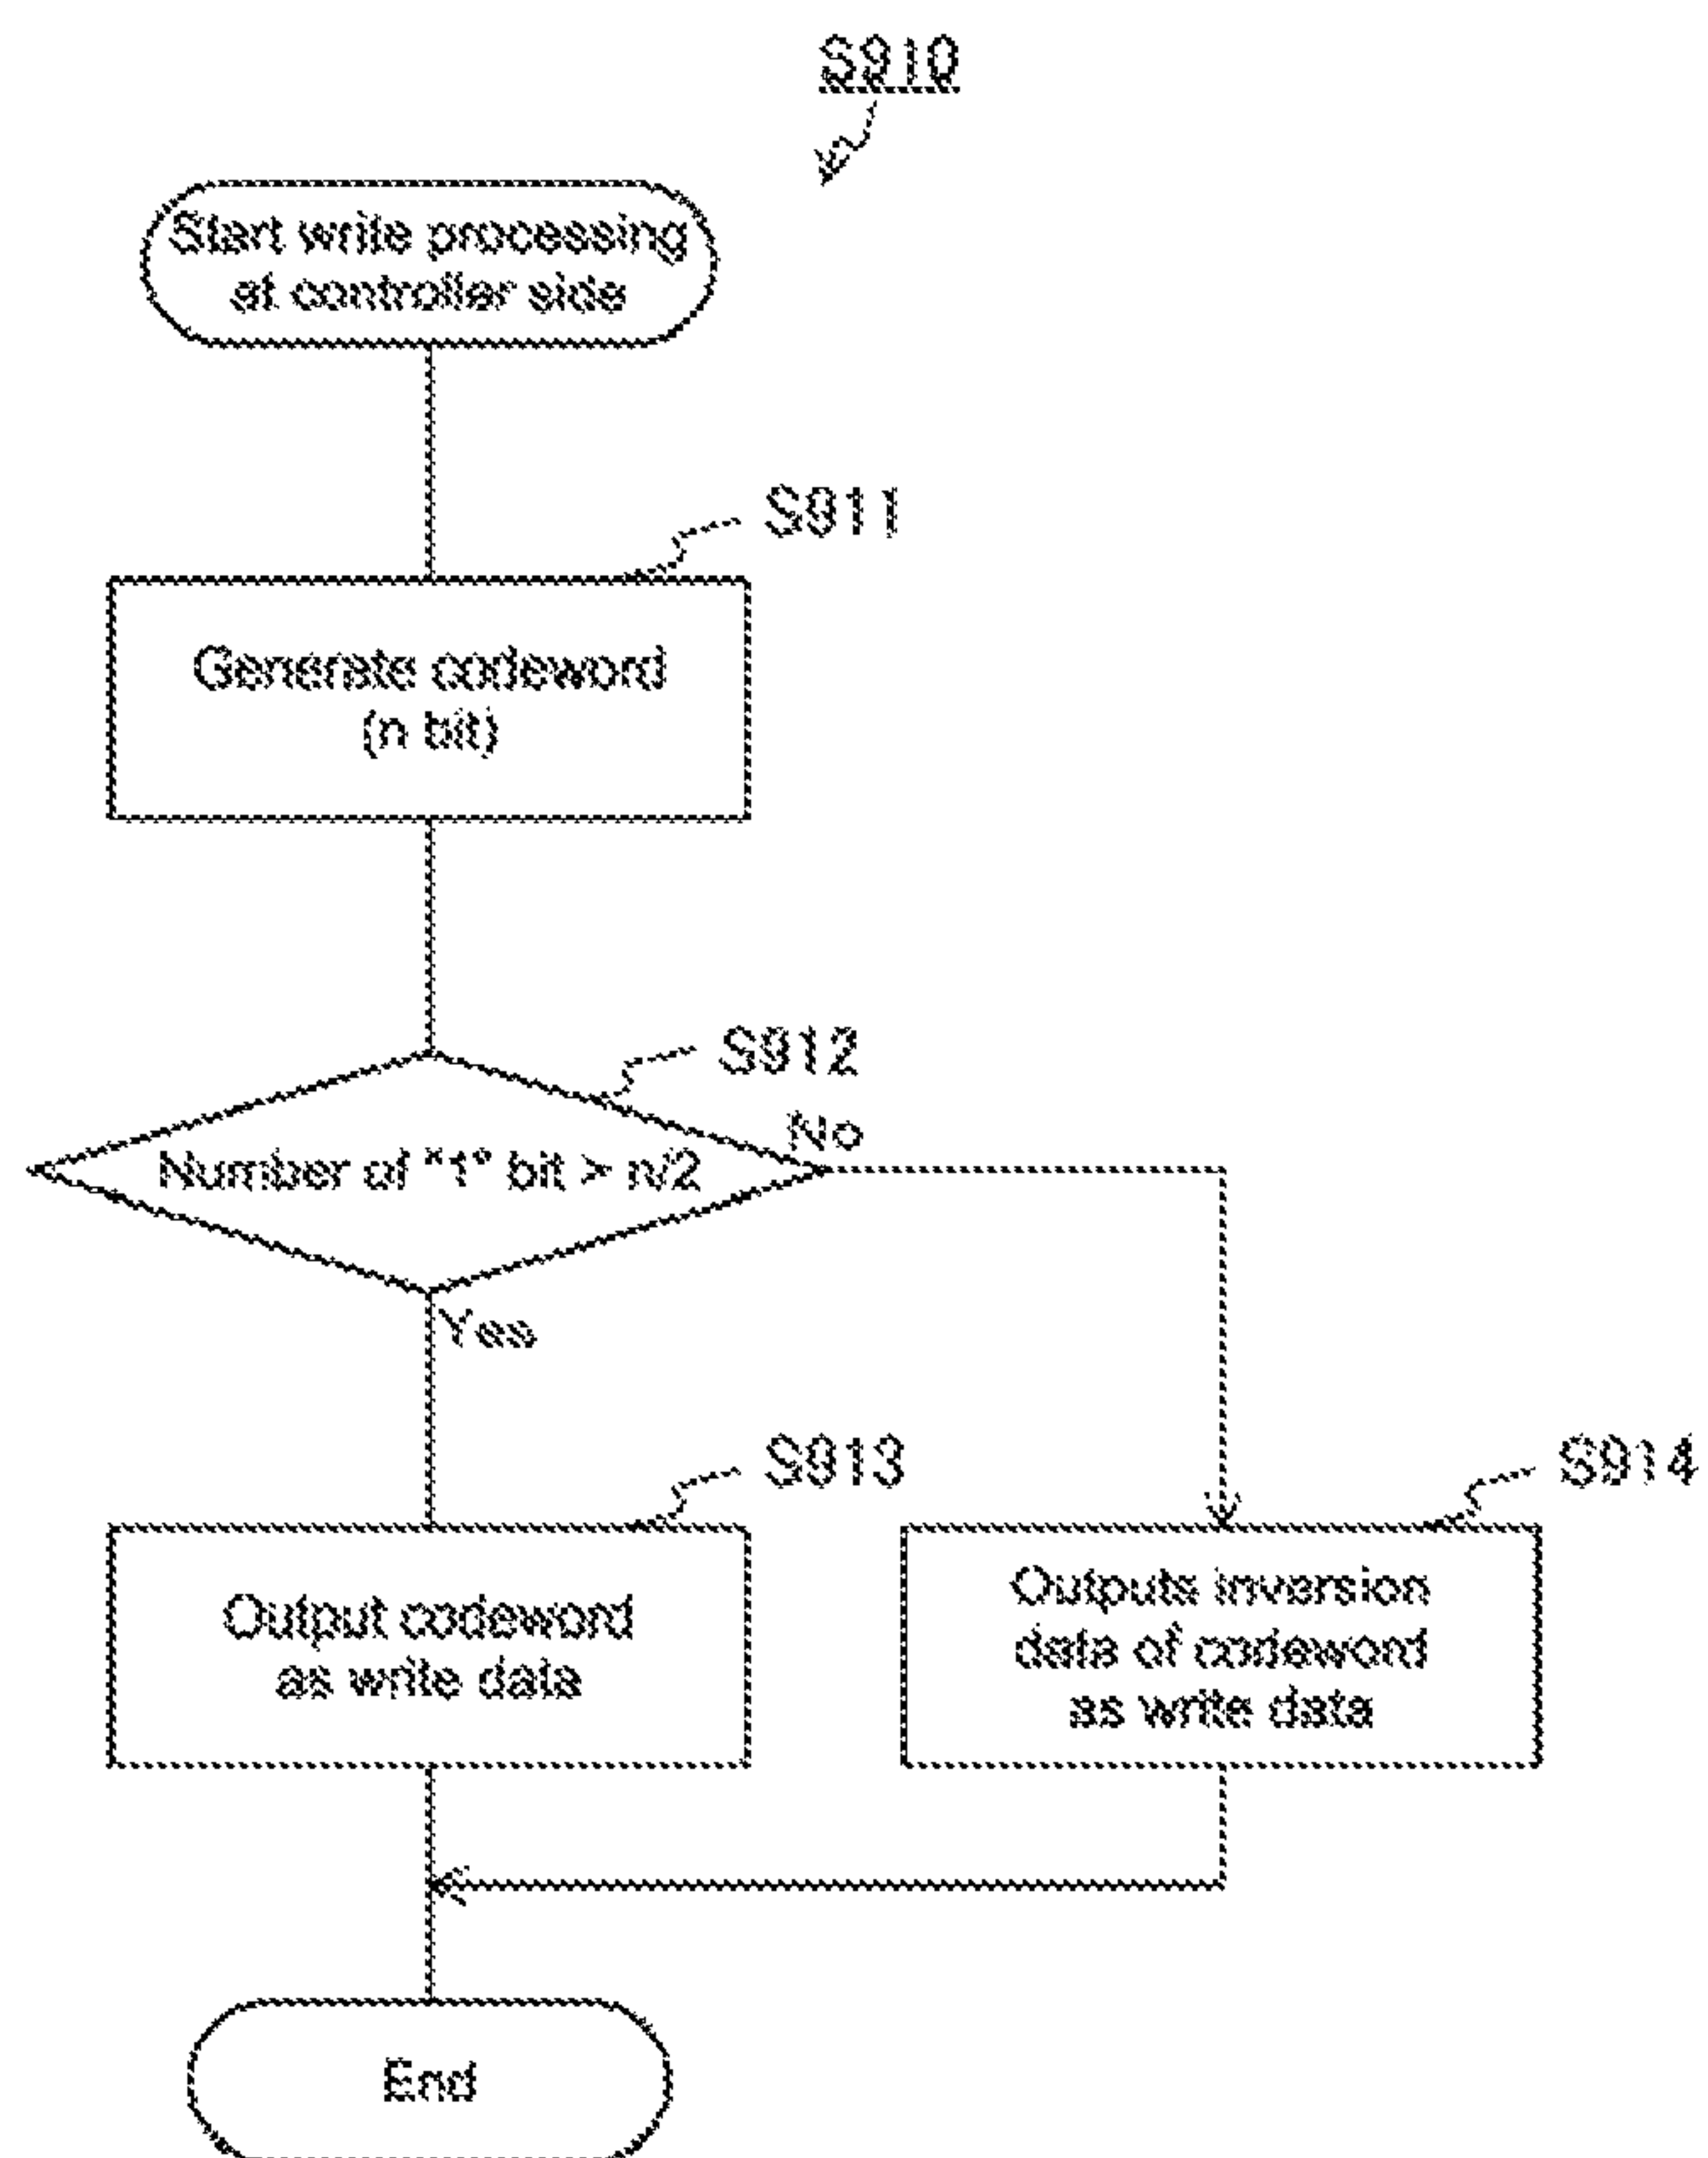 S910
Start write processing
at controller side
S911
Generate codeword
(n bit)
S912
No
Number of "1" bit > n/2
Yes
S913
S914
Output codeword
as write data
Outputs inversion
data of codeword
as write data
End